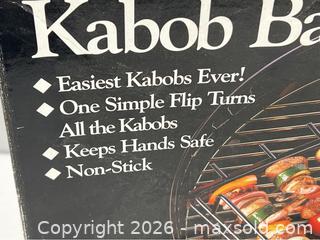 Kabob Ba
◆ Easiest Kabobs Ever!
◆ One Simple Flip Turns
All the Kabobs
◆ Keeps Hands Safe
◆ Non-Stick
Copyright 2026 - maxsold.com